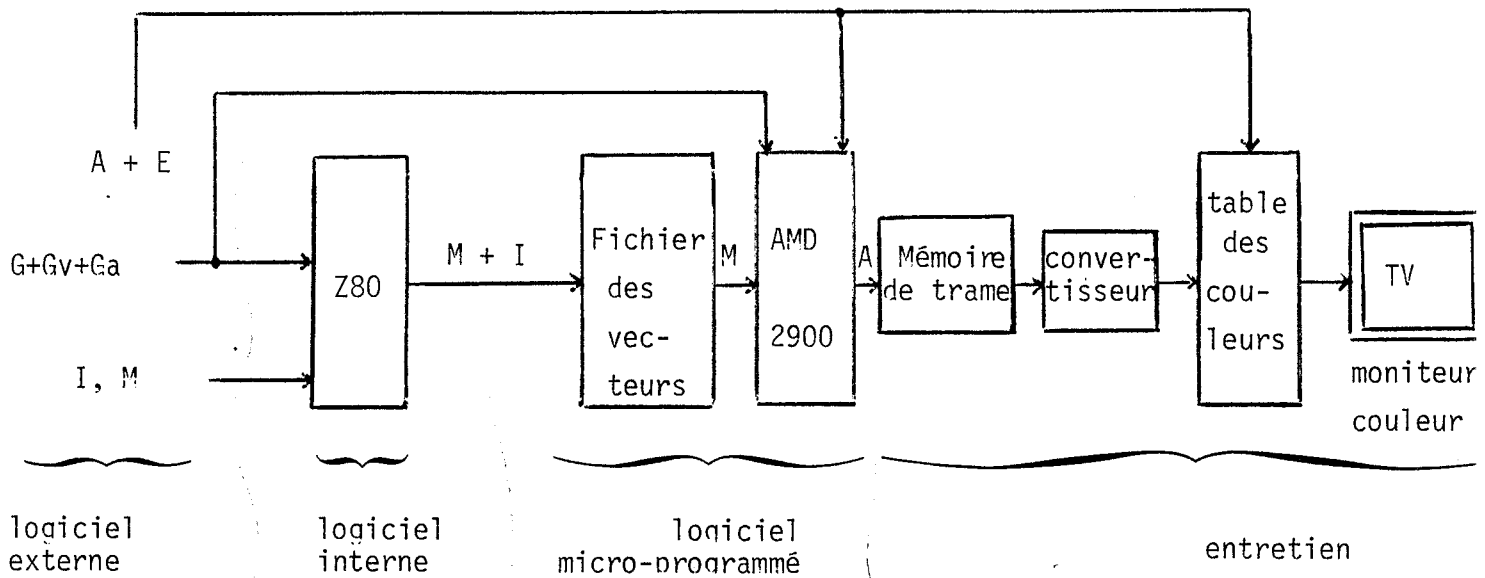 A + E
G+Gv+Ga
I, M
Z80
M + I
Fichier
des
vec-
teurs
M
AMD
2900
A
Mémoire
de trame
conver-
tisseur
table
des
cou-
leurs
TV
moniteur
couleur
logiciel
externe
logiciel
interne
logiciel
micro-programmé
entretien